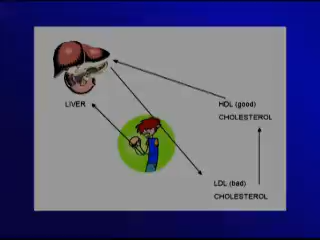 LIVER
HDL (good)
CHOLESTEROL
LDL (bad)
CHOLESTEROL